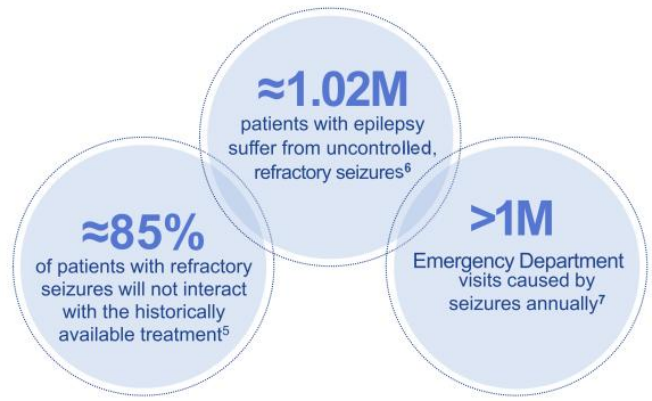 ≈1.02M
patients with epilepsy
suffer from uncontrolled,
refractory seizures⁶
≈85%
of patients with refractory
seizures will not interact
with the historically
available treatment⁵
>1M
Emergency Department
visits caused by
seizures annually⁷